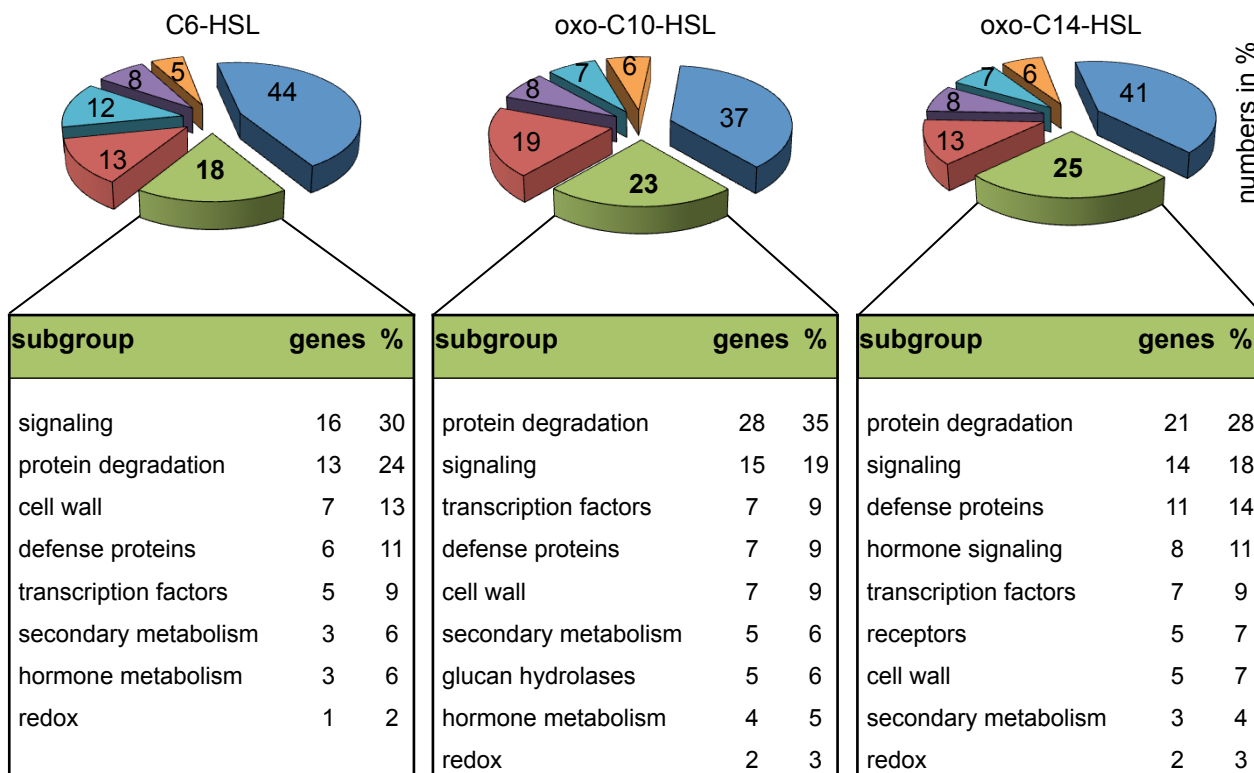 C6-HSL
5
8
44
12
13
18
oxo-C10-HSL
6
7
8
37
19
23
oxo-C14-HSL
6
7
8
41
13
25
numbers in %
subgroup genes %
signaling 16 30
protein degradation 13 24
cell wall 7 13
defense proteins 6 11
transcription factors 5 9
secondary metabolism 3 6
hormone metabolism 3 6
redox 1 2
subgroup genes %
protein degradation 28 35
signaling 15 19
transcription factors 7 9
defense proteins 7 9
cell wall 7 9
secondary metabolism 5 6
glucan hydrolases 5 6
hormone metabolism 4 5
redox 2 3
subgroup genes %
protein degradation 21 28
signaling 14 18
defense proteins 11 14
hormone signaling 8 11
transcription factors 7 9
receptors 5 7
cell wall 5 7
secondary metabolism 3 4
redox 2 3